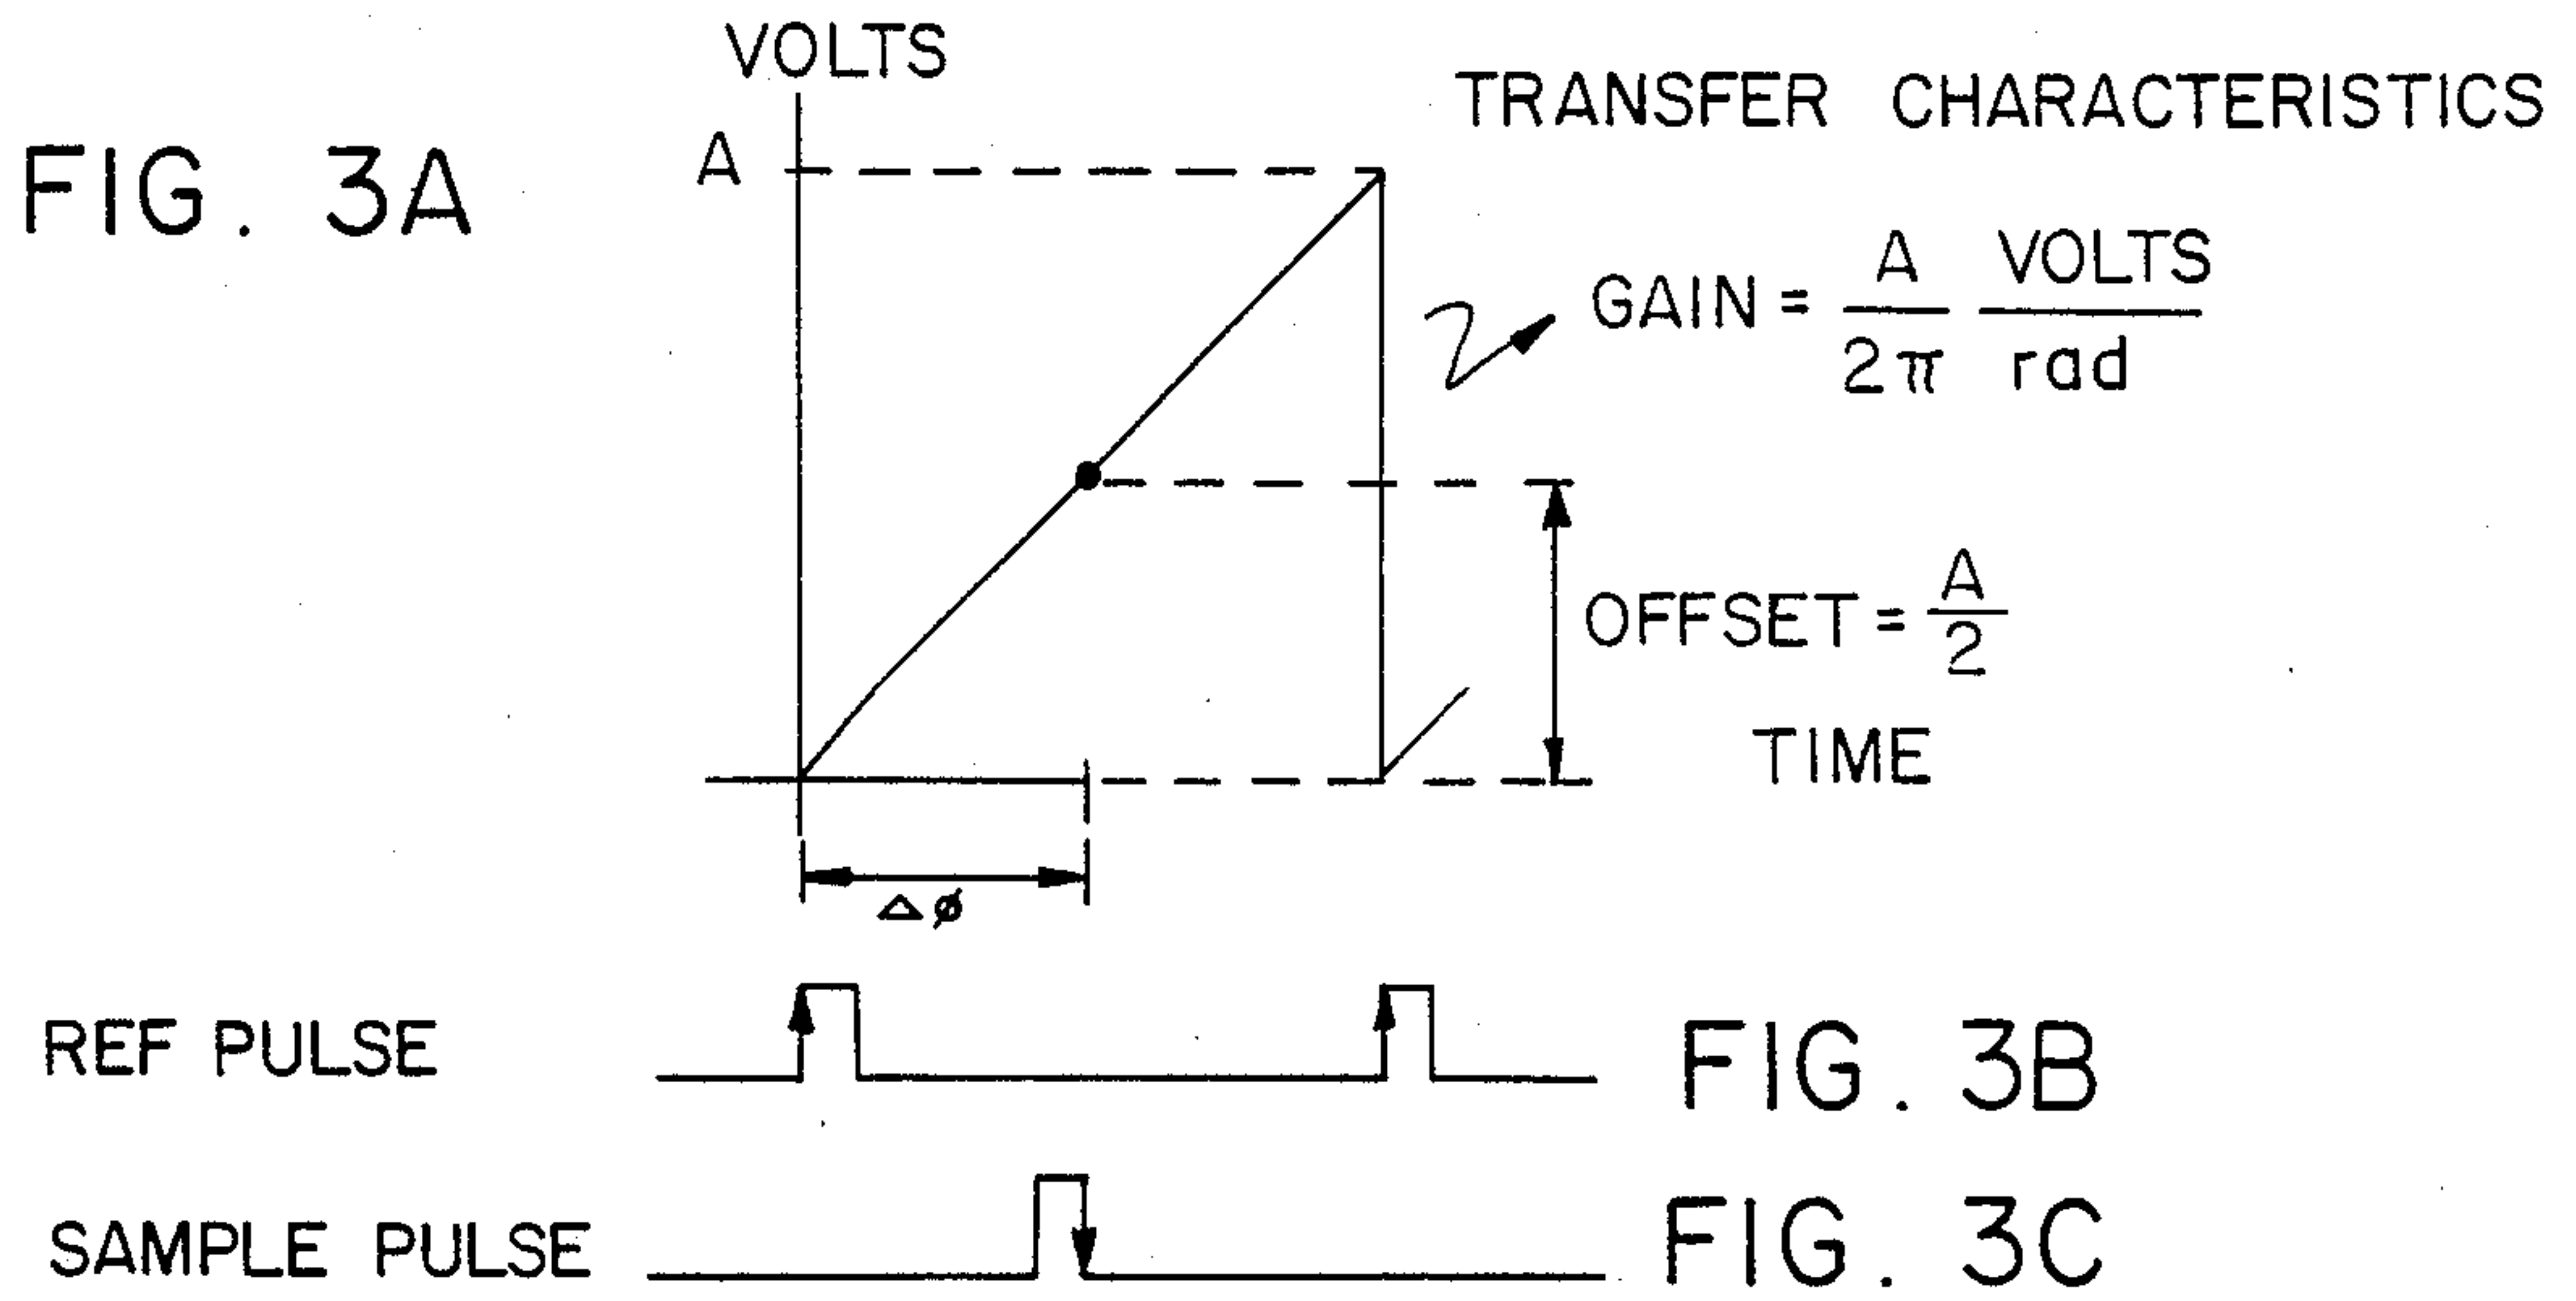 VOLTS
TRANSFER CHARACTERISTICS
FIG. 3A
A
GAIN = A/2π VOLTS/rad
OFFSET = A/2
TIME
Δφ
REF PULSE
FIG. 3B
SAMPLE PULSE
FIG. 3C